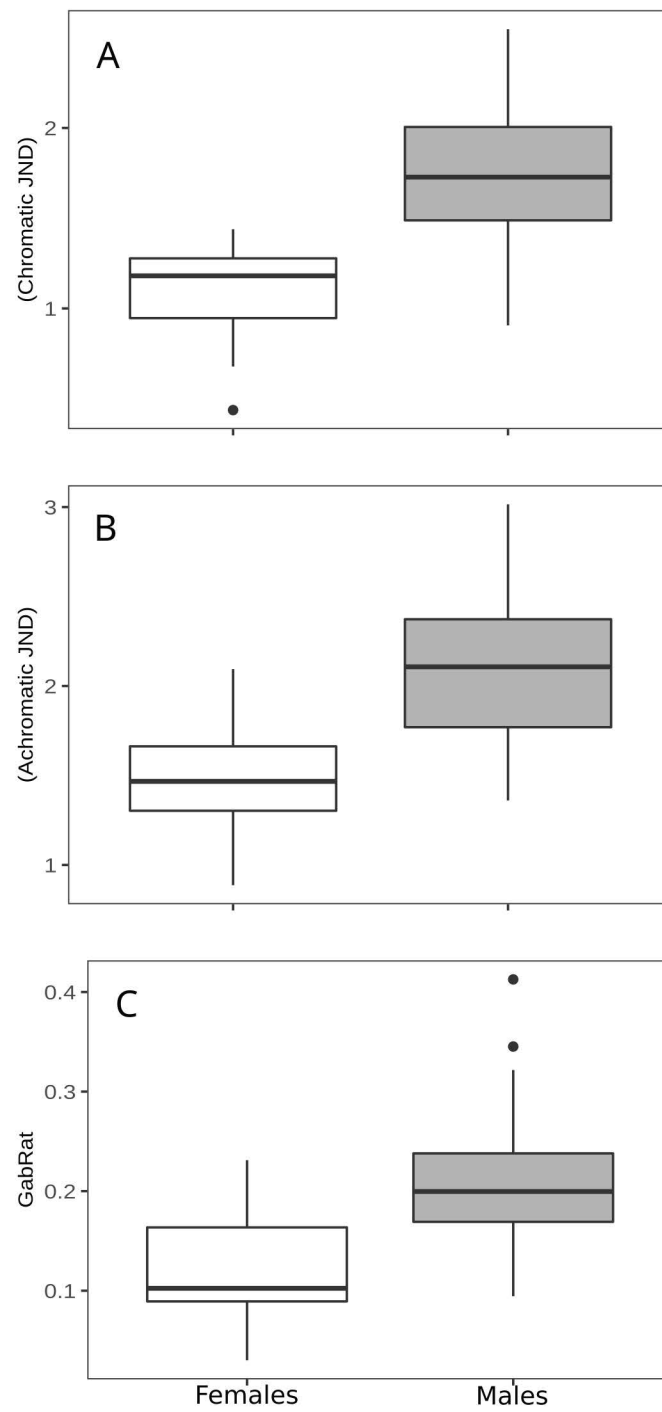 A
(Chromatic JND)
2
1
B
(Achromatic JND)
3
2
1
C
GabRat
0.4
0.3
0.2
0.1
Females Males